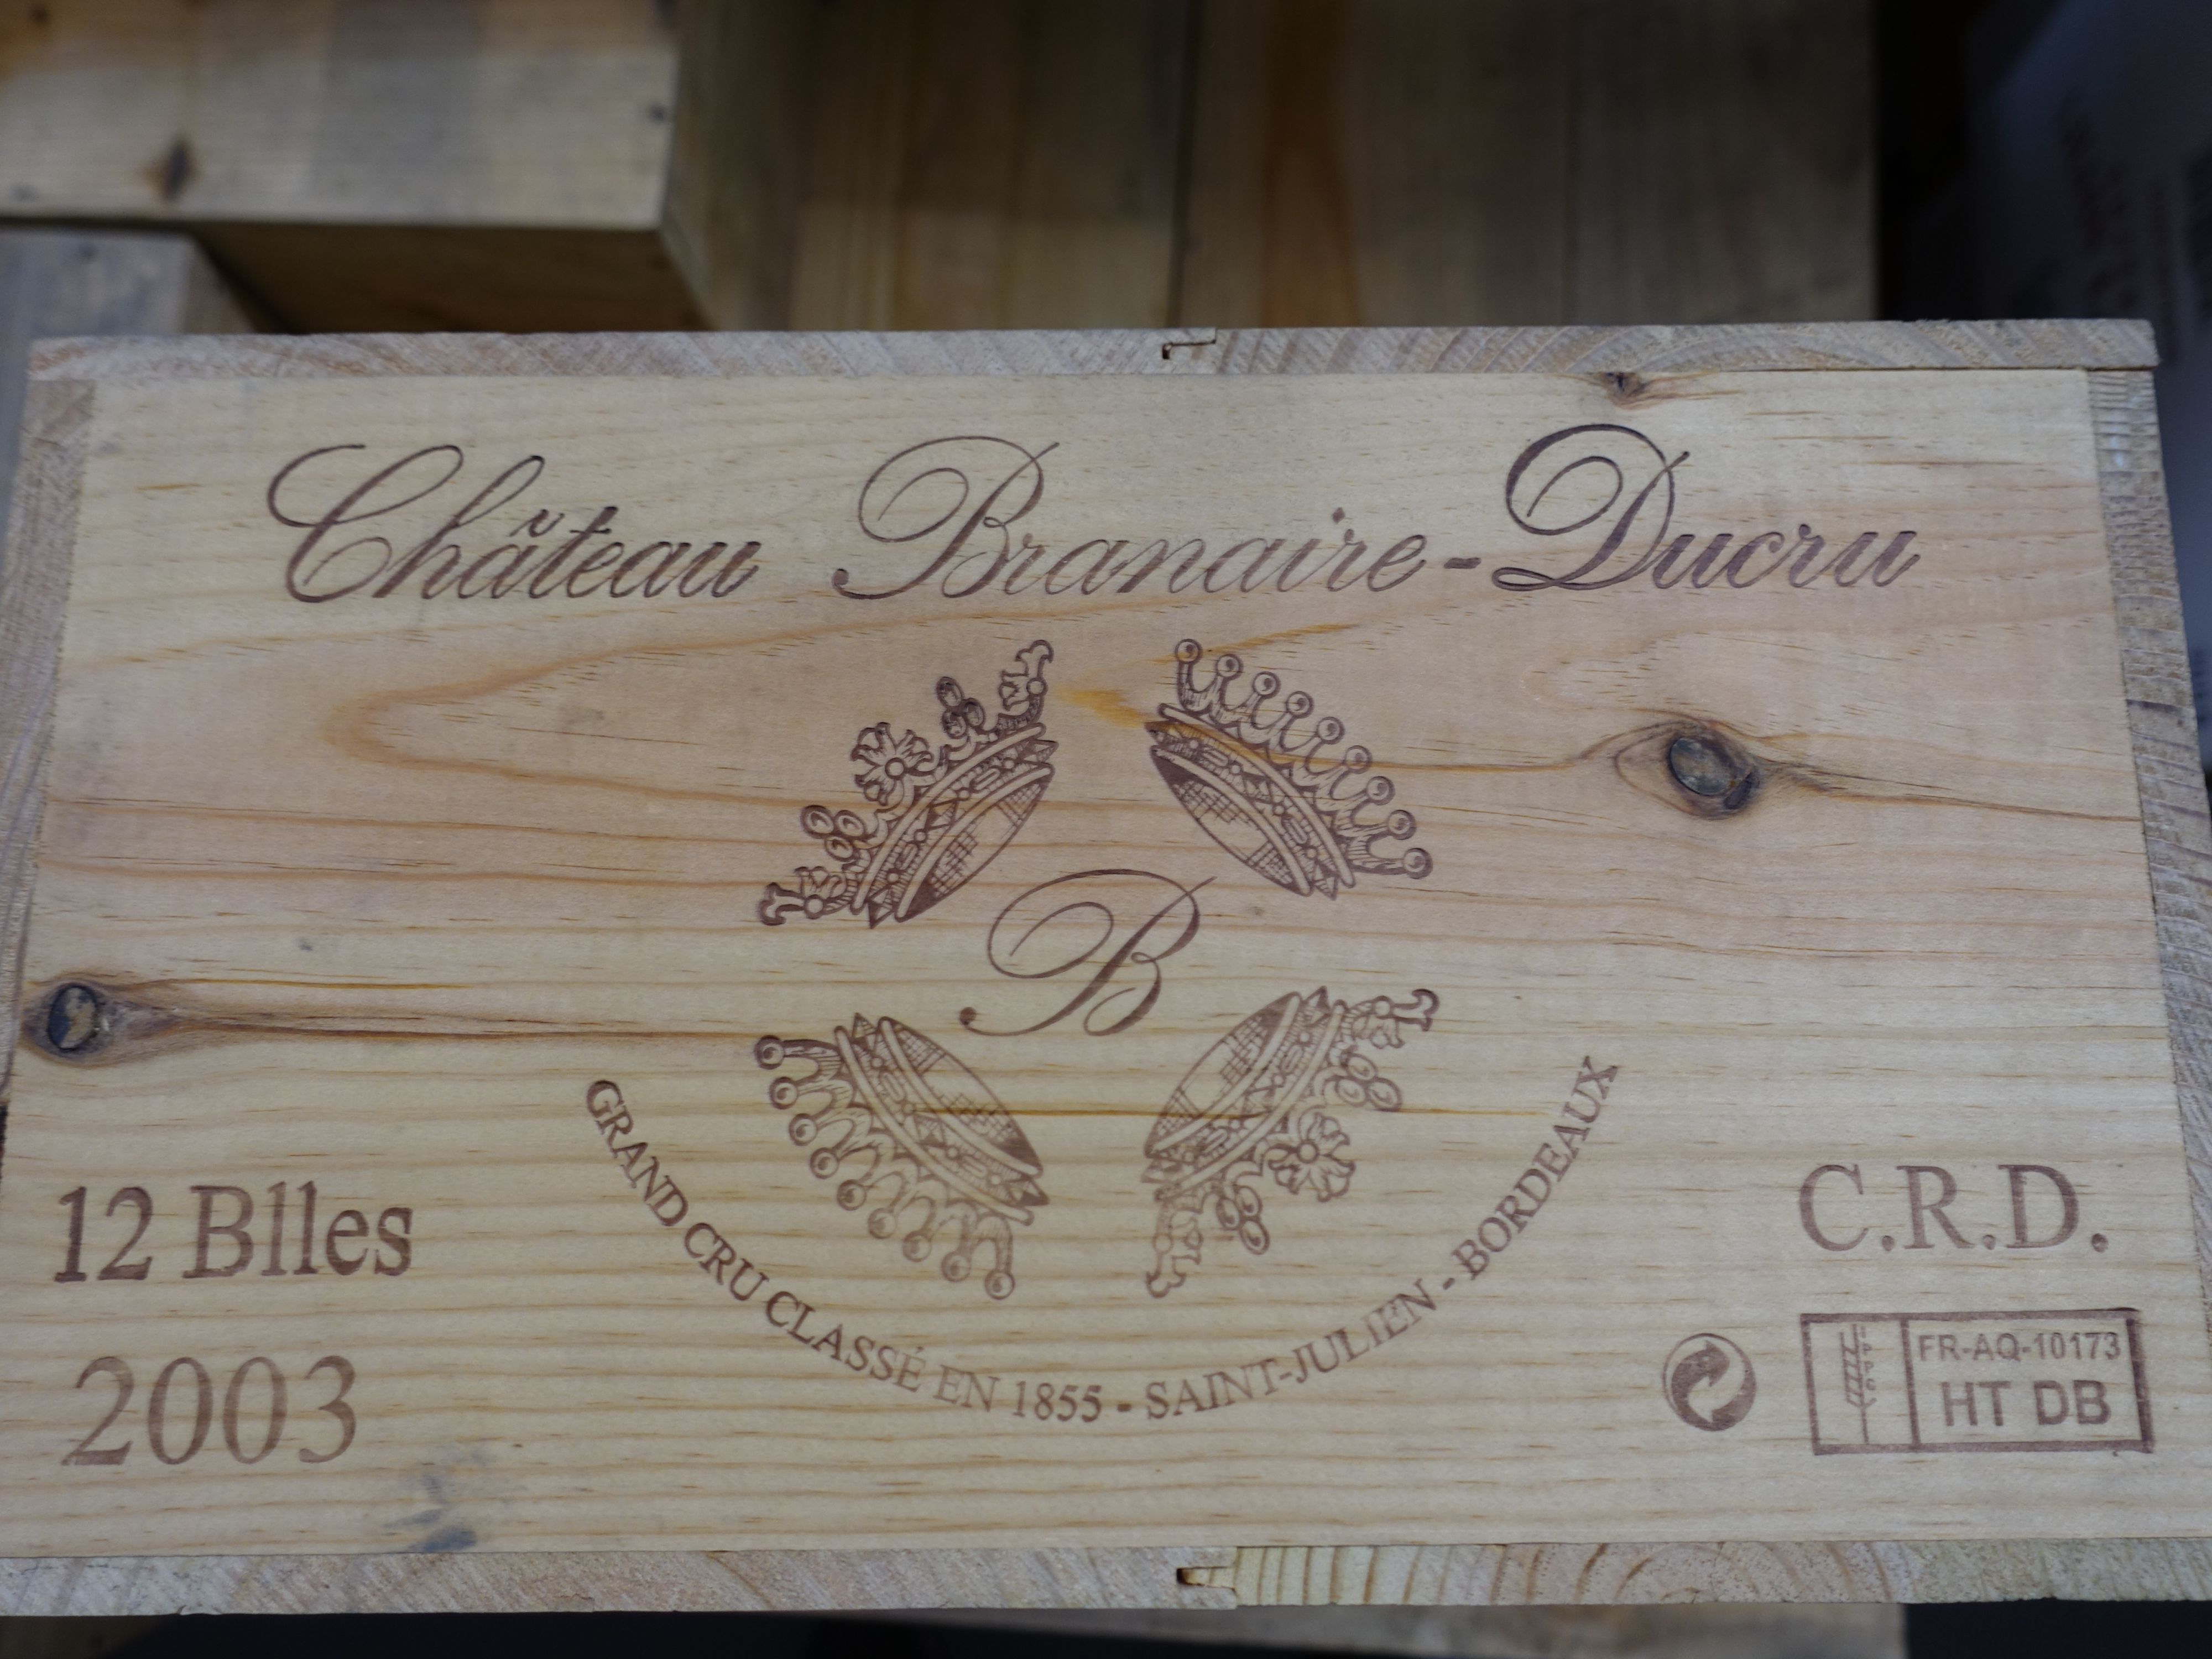 Château Branaire-Ducru
B
GRAND CRU CLASSÉ EN 1855 - SAINT-JULIEN - BORDEAUX
12 Blles
2003
C.R.D.
IPPC
FR-AQ-10173
HT DB